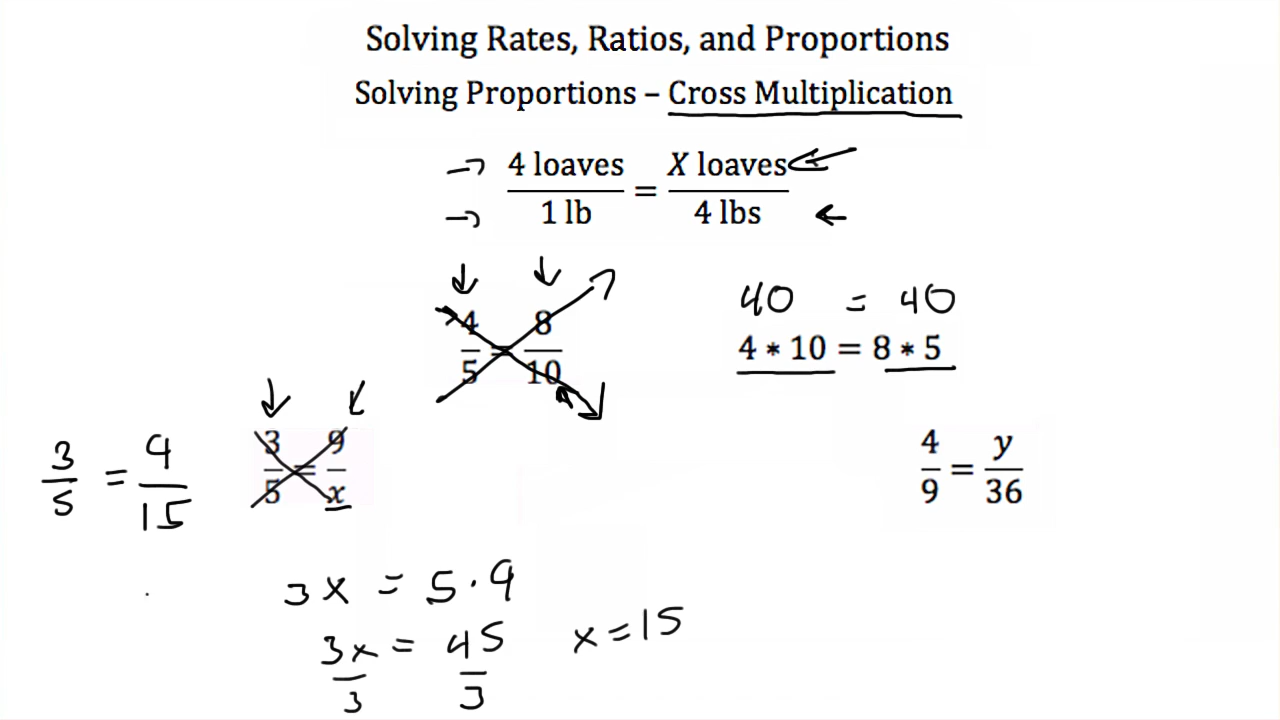 Solving Rates, Ratios, and Proportions
Solving Proportions – Cross Multiplication
4 loaves / 1 lb = X loaves / 4 lbs
40 = 40
4/5 = 8/10
4 * 10 = 8 * 5
3/5 = 9/15
3/5 = 9/x
4/9 = y/36
3x = 5·9
3x/3 = 45/3
x = 15